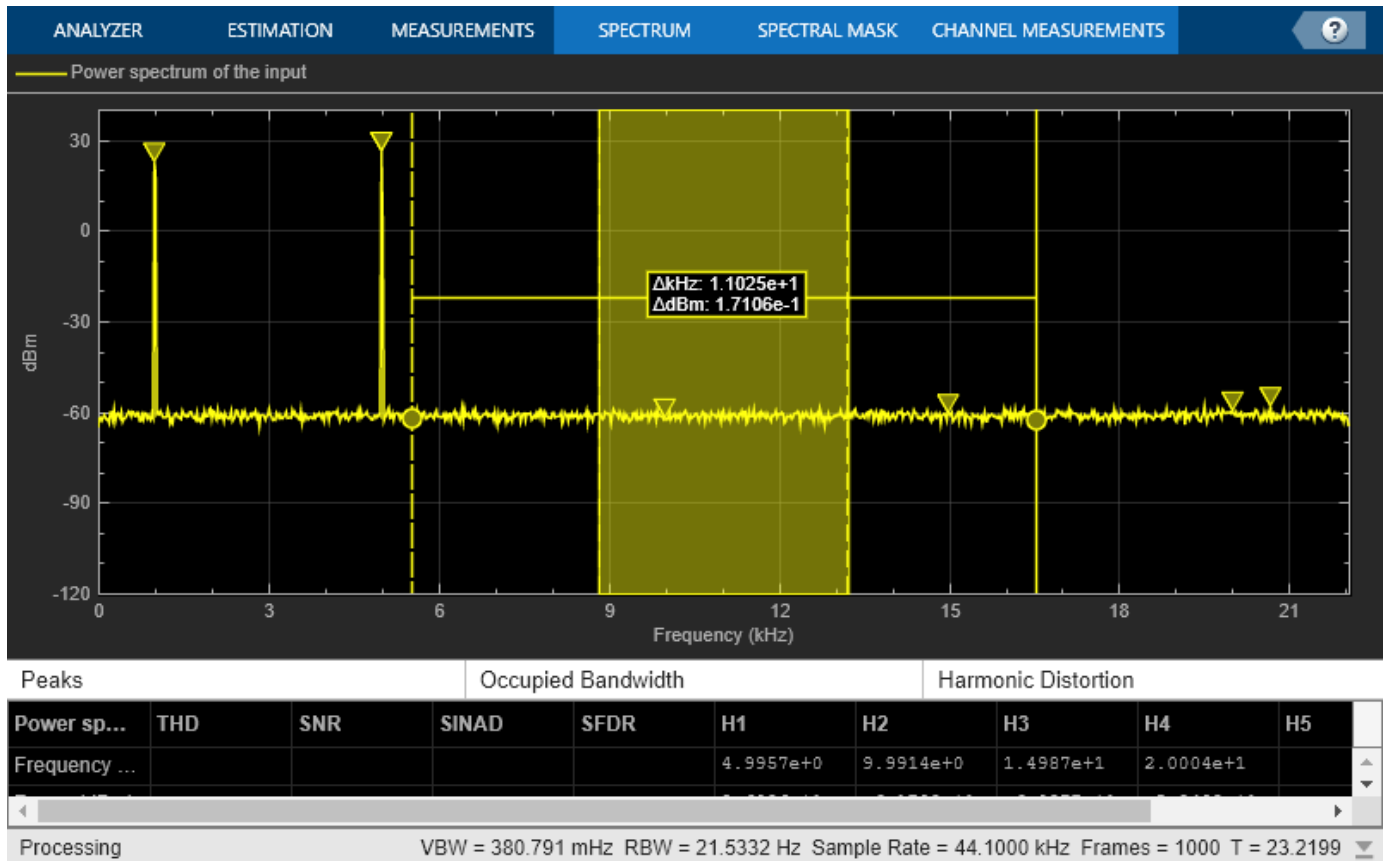 ANALYZER ESTIMATION MEASUREMENTS SPECTRUM SPECTRAL MASK CHANNEL MEASUREMENTS ?
Power spectrum of the input
30
0
-30
-60
-90
-120
dBm
ΔkHz: 1.1025e+1
ΔdBm: 1.7106e-1
0 3 6 9 12 15 18 21
Frequency (kHz)
Peaks Occupied Bandwidth Harmonic Distortion
Power sp... THD SNR SINAD SFDR H1 H2 H3 H4 H5
Frequency ... 4.9957e+0 9.9914e+0 1.4987e+1 2.0004e+1
Processing VBW = 380.791 mHz RBW = 21.5332 Hz Sample Rate = 44.1000 kHz Frames = 1000 T = 23.2199